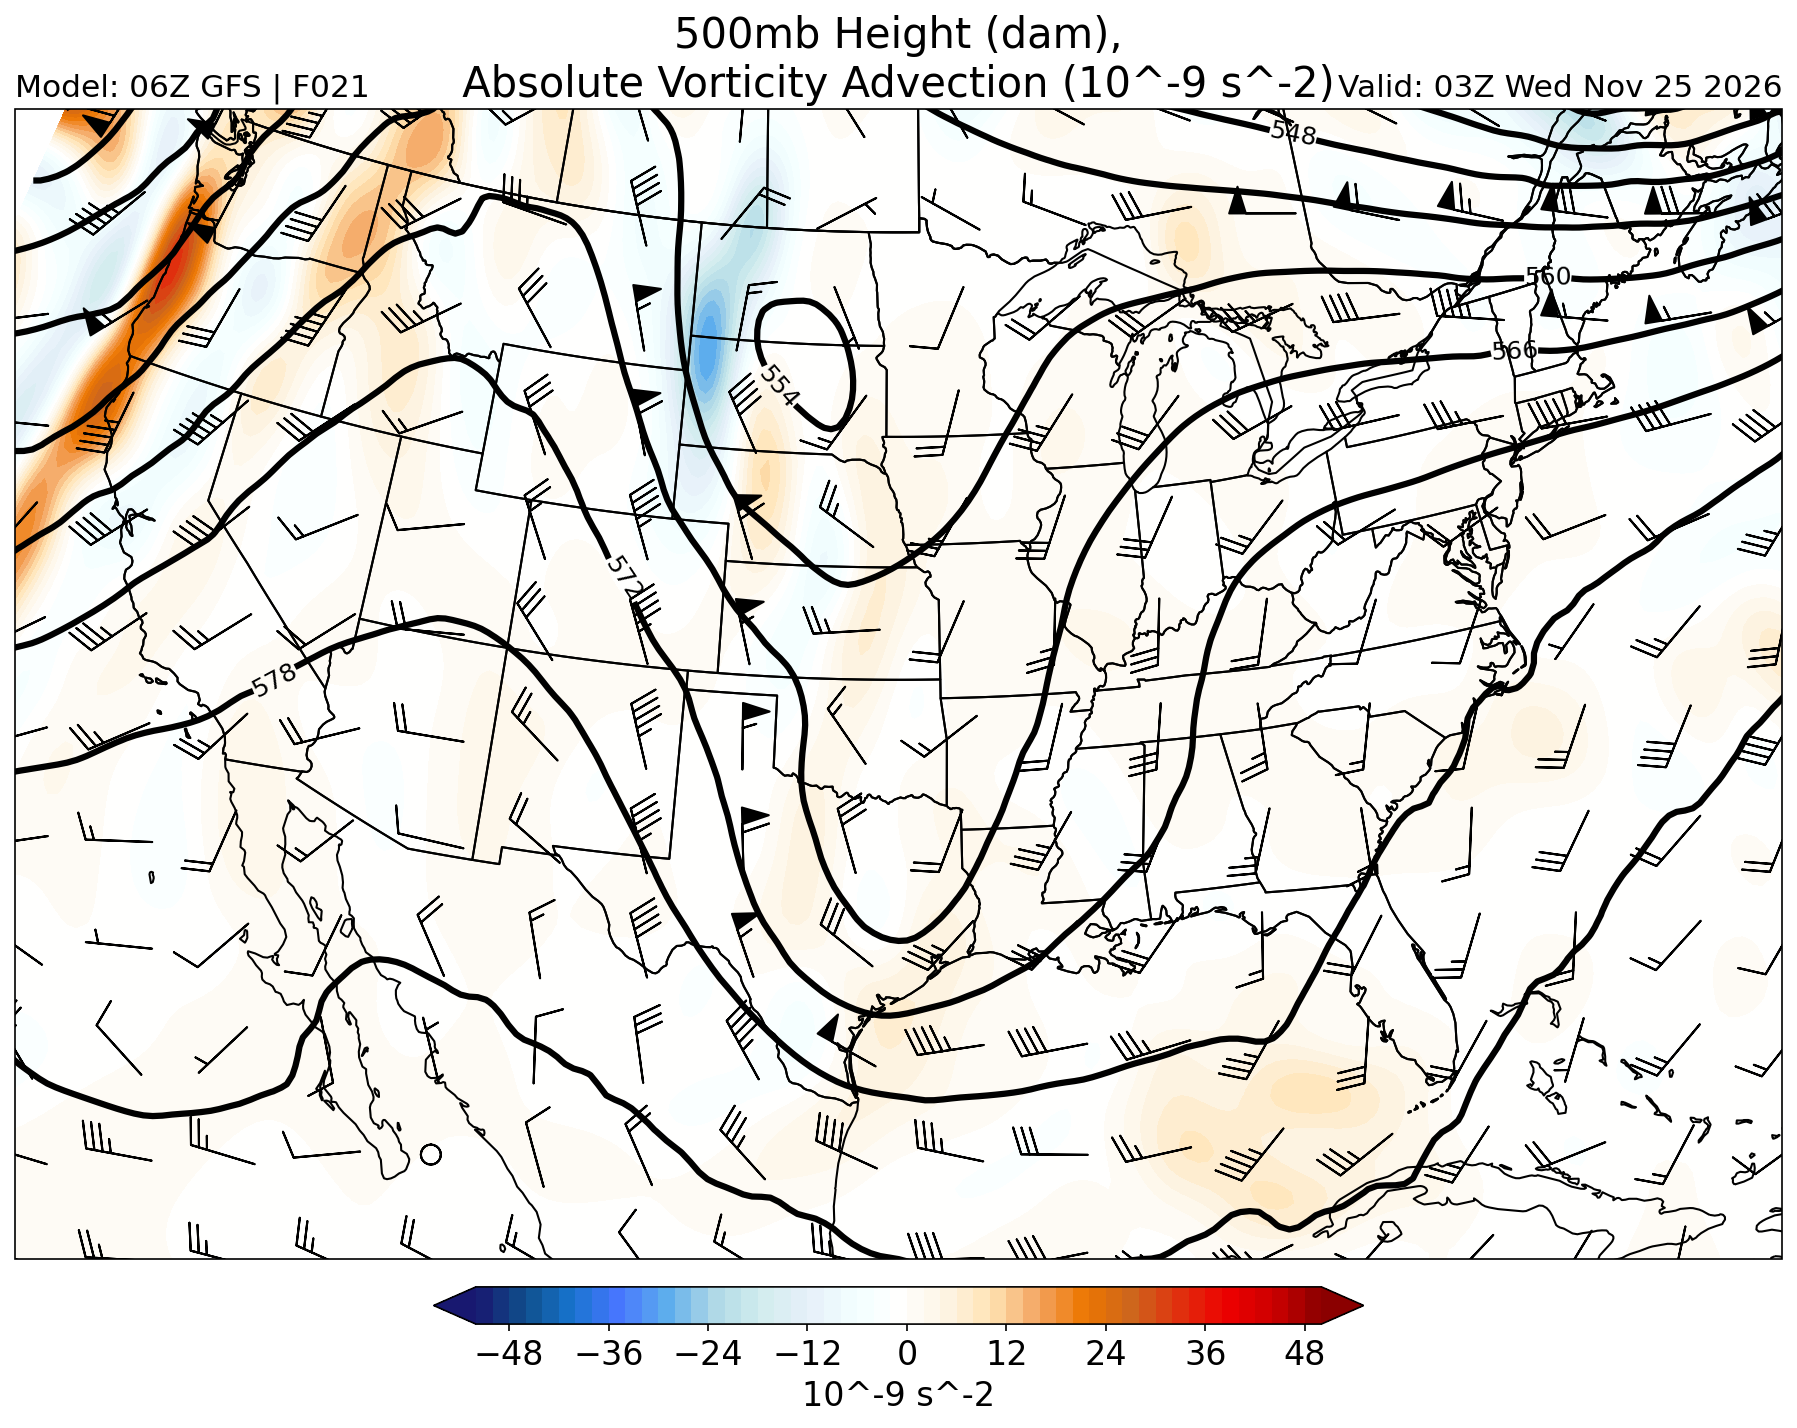 500mb Height (dam),
Model: 06Z GFS | F021
Absolute Vorticity Advection (10^-9 s^-2)
Valid: 03Z Wed Nov 25 2026
548
560
566
554
572
578
−48 −36 −24 −12 0 12 24 36 48
10^-9 s^-2